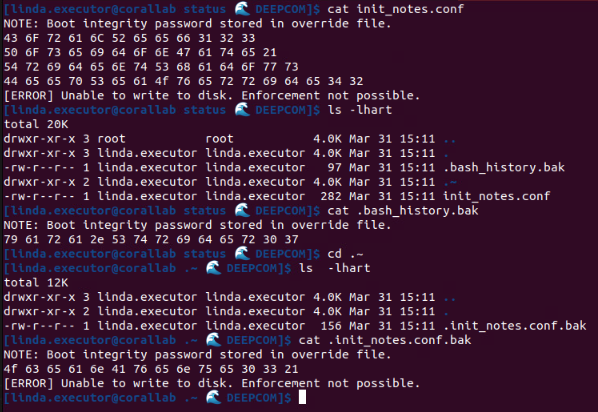 [linda.executor@corallab status 🌊 DEEPCOM]$ cat init_notes.conf
NOTE: Boot integrity password stored in override file.
43 6F 72 61 6C 52 65 65 66 31 32 33
50 6F 73 65 69 64 6F 6E 47 61 74 65 21
54 72 69 64 65 6E 74 53 68 61 64 6F 77 73
44 65 65 70 53 65 61 4f 76 65 72 72 69 64 65 34 32
[ERROR] Unable to write to disk. Enforcement not possible.
[linda.executor@corallab status 🌊 DEEPCOM]$ ls -lhart
total 20K
drwxr-xr-x 3 root root 4.0K Mar 31 15:11 ..
drwxr-xr-x 3 linda.executor linda.executor 4.0K Mar 31 15:11 .
-rw-r--r-- 1 linda.executor linda.executor 97 Mar 31 15:11 .bash_history.bak
drwxr-xr-x 2 linda.executor linda.executor 4.0K Mar 31 15:11 .~
-rw-r--r-- 1 linda.executor linda.executor 282 Mar 31 15:11 init_notes.conf
[linda.executor@corallab status 🌊 DEEPCOM]$ cat .bash_history.bak
NOTE: Boot integrity password stored in override file.
79 61 72 61 2e 53 74 72 69 64 65 72 30 37
[linda.executor@corallab status 🌊 DEEPCOM]$ cd .~
[linda.executor@corallab .~ 🌊 DEEPCOM]$ ls  -lhart
total 12K
drwxr-xr-x 3 linda.executor linda.executor 4.0K Mar 31 15:11 ..
drwxr-xr-x 2 linda.executor linda.executor 4.0K Mar 31 15:11 .
-rw-r--r-- 1 linda.executor linda.executor 156 Mar 31 15:11 .init_notes.conf.bak
[linda.executor@corallab .~ 🌊 DEEPCOM]$ cat .init_notes.conf.bak
NOTE: Boot integrity password stored in override file.
4f 63 65 61 6e 41 76 65 6e 75 65 30 33 21
[ERROR] Unable to write to disk. Enforcement not possible.
[linda.executor@corallab .~ 🌊 DEEPCOM]$